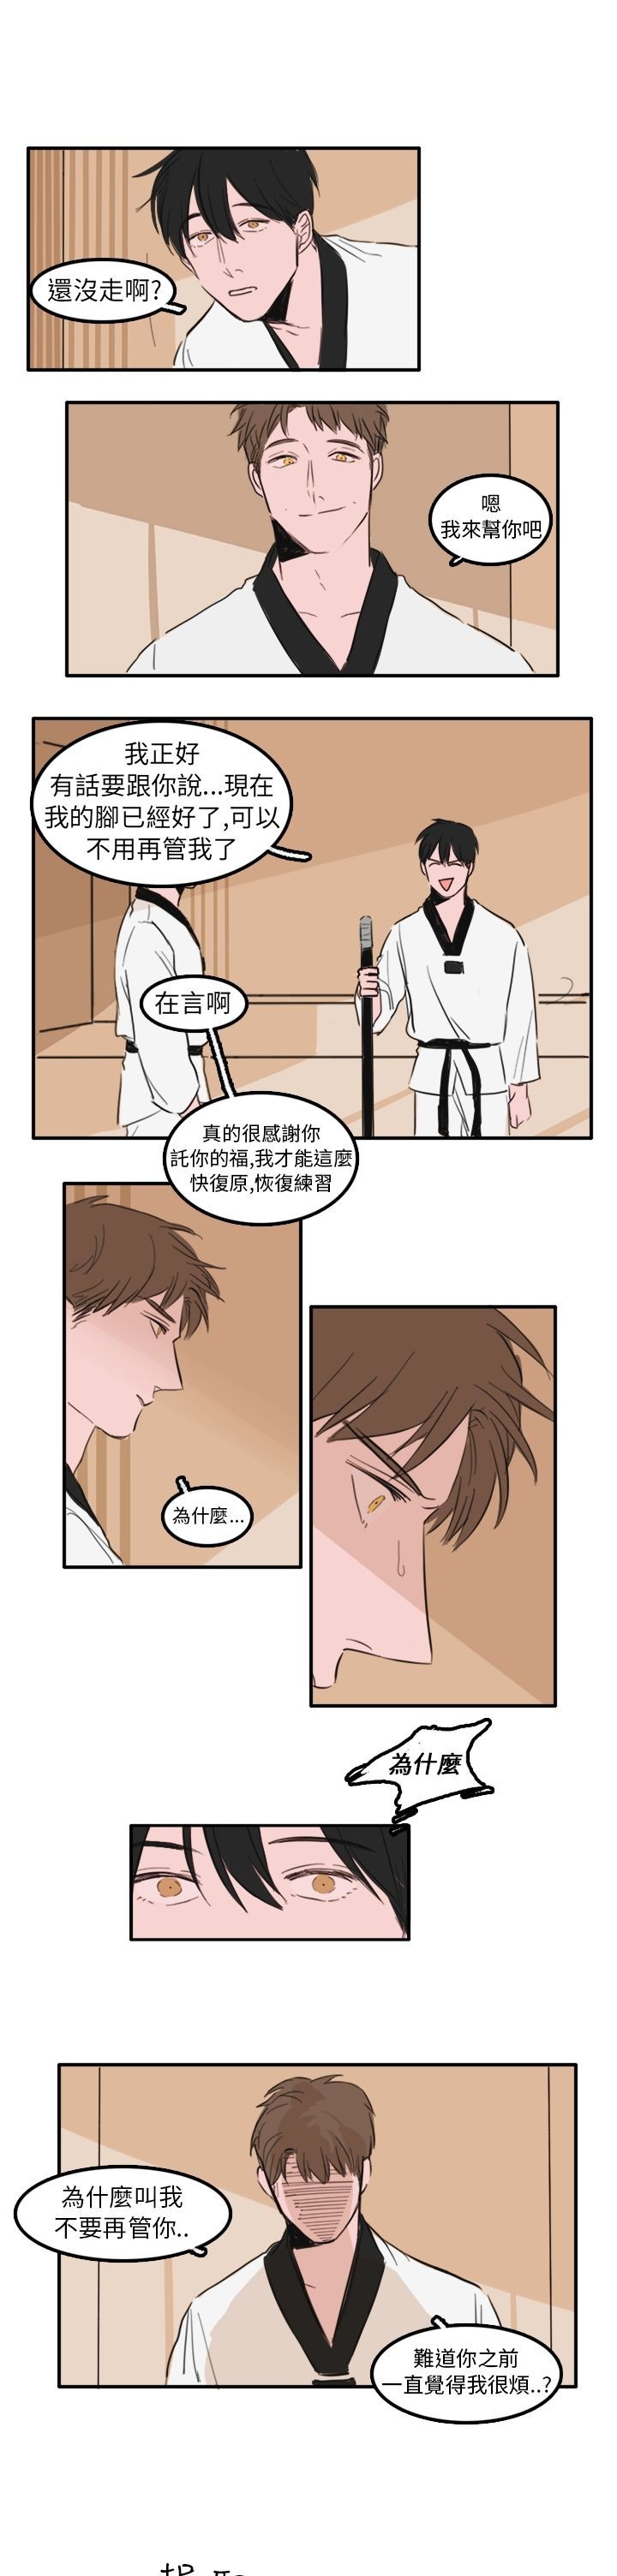 還沒走啊?
嗯
我來幫你吧
我正好
有話要跟你說...現在
我的腳已經好了,可以
不用再管我了
在言啊
真的很感謝你
託你的福,我才能這麼
快復原,恢復練習
為什麼...
為什麼
為什麼叫我
不要再管你..
難道你之前
一直覺得我很煩..?